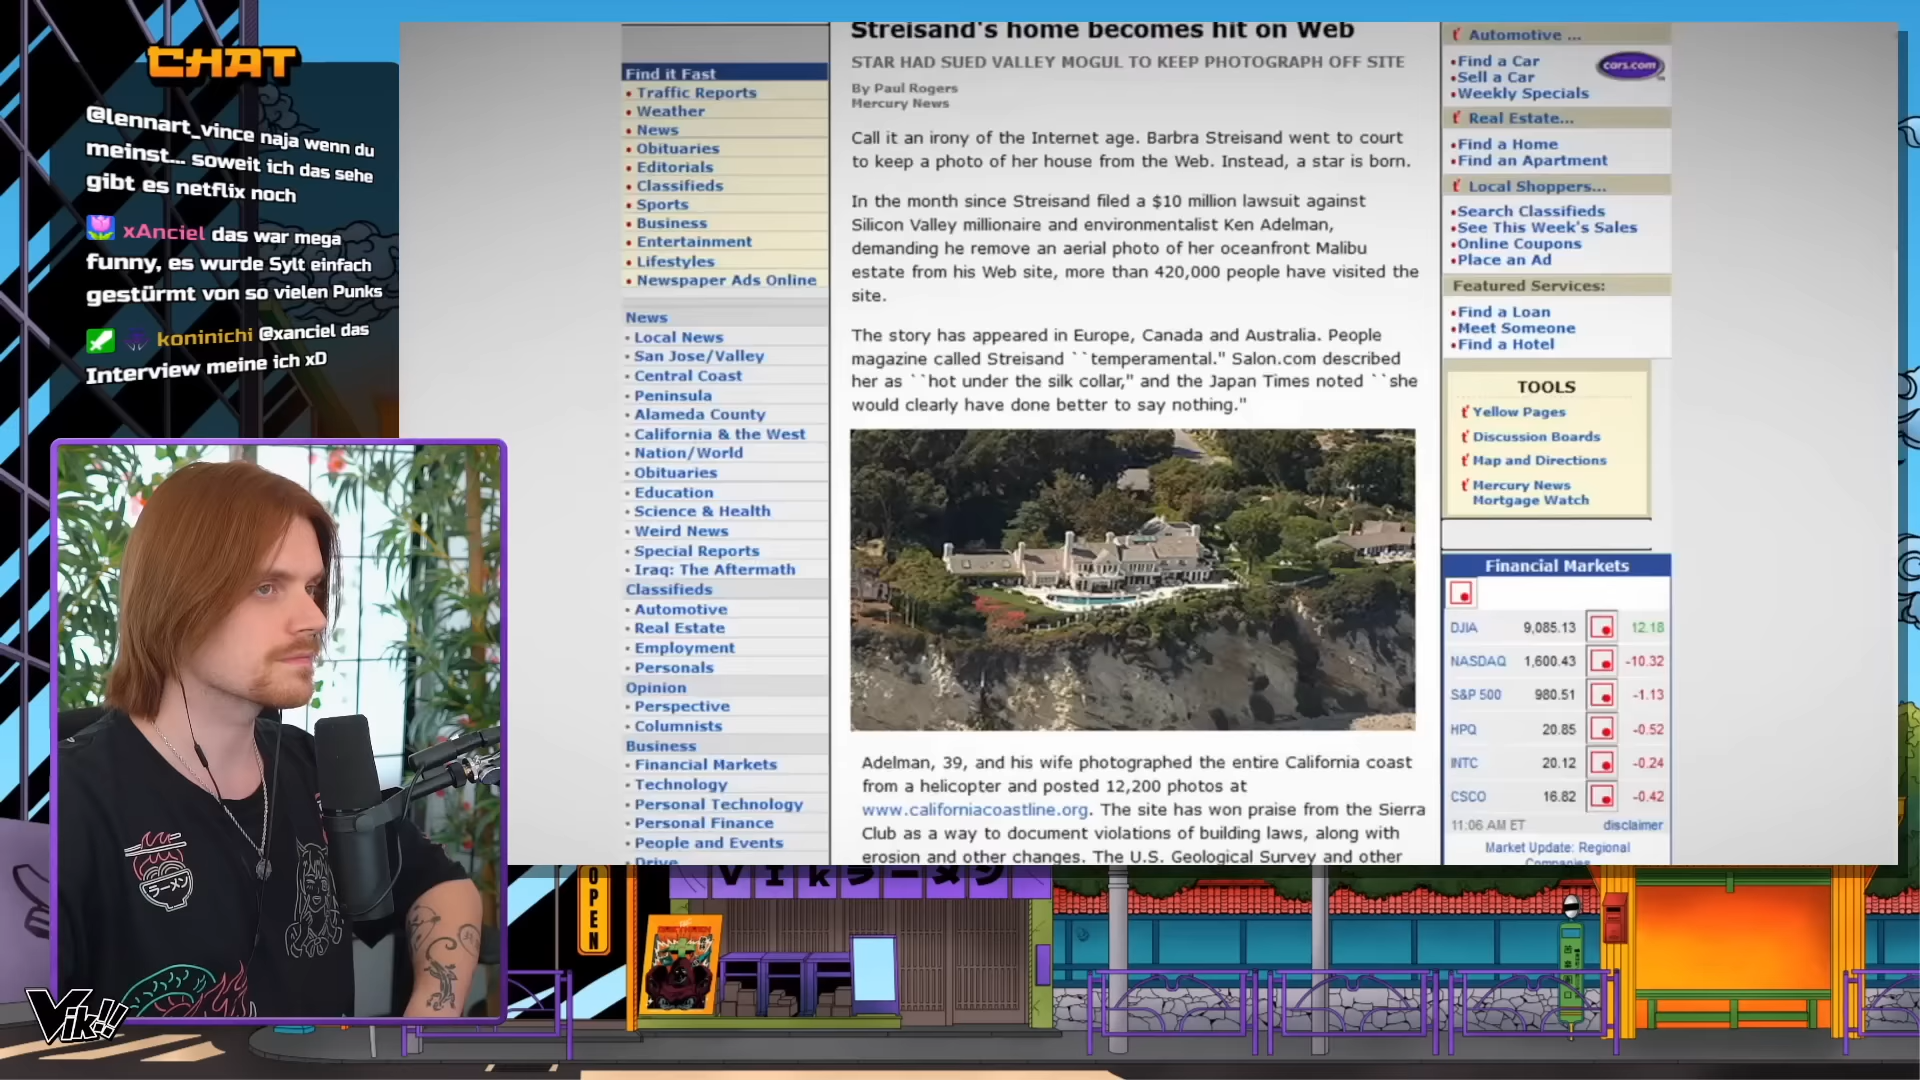 CHAT
@lennart_vince naja wenn du
meinst... soweit ich das sehe
gibt es netflix noch
xAnciel das war mega
funny, es wurde Sylt einfach
gestürmt von so vielen Punks
koninichi @xanciel das
Interview meine ich xD
Find it Fast
Traffic Reports
Weather
News
Obituaries
Editorials
Classifieds
Sports
Business
Entertainment
Lifestyles
Newspaper Ads Online
News
Local News
San Jose/Valley
Central Coast
Peninsula
Alameda County
California & the West
Nation/World
Obituaries
Education
Science & Health
Weird News
Special Reports
Iraq: The Aftermath
Classifieds
Automotive
Real Estate
Employment
Personals
Opinion
Perspective
Columnists
Business
Financial Markets
Technology
Personal Technology
Personal Finance
People and Events
Drive
Streisand's home becomes hit on Web
STAR HAD SUED VALLEY MOGUL TO KEEP PHOTOGRAPH OFF SITE
By Paul Rogers
Mercury News
Call it an irony of the Internet age. Barbra Streisand went to court
to keep a photo of her house from the Web. Instead, a star is born.
In the month since Streisand filed a $10 million lawsuit against
Silicon Valley millionaire and environmentalist Ken Adelman,
demanding he remove an aerial photo of her oceanfront Malibu
estate from his Web site, more than 420,000 people have visited the
site.
The story has appeared in Europe, Canada and Australia. People
magazine called Streisand ``temperamental." Salon.com described
her as ``hot under the silk collar," and the Japan Times noted ``she
would clearly have done better to say nothing."
Adelman, 39, and his wife photographed the entire California coast
from a helicopter and posted 12,200 photos at
www.californiacoastline.org. The site has won praise from the Sierra
Club as a way to document violations of building laws, along with
erosion and other changes. The U.S. Geological Survey and other
Automotive ...
Find a Car
Sell a Car
Weekly Specials
cars.com
Real Estate...
Find a Home
Find an Apartment
Local Shoppers...
Search Classifieds
See This Week's Sales
Online Coupons
Place an Ad
Featured Services:
Find a Loan
Meet Someone
Find a Hotel
TOOLS
Yellow Pages
Discussion Boards
Map and Directions
Mercury News
Mortgage Watch
Financial Markets
DJIA 9,085.13 12.18
NASDAQ 1,600.43 -10.32
S&P 500 980.51 -1.13
HPQ 20.85 -0.52
INTC 20.12 -0.24
CSCO 16.82 -0.42
11:06 AM ET disclaimer
Market Update: Regional
Companies
ラーメン
OPEN
VIKラーメン
Vik!!